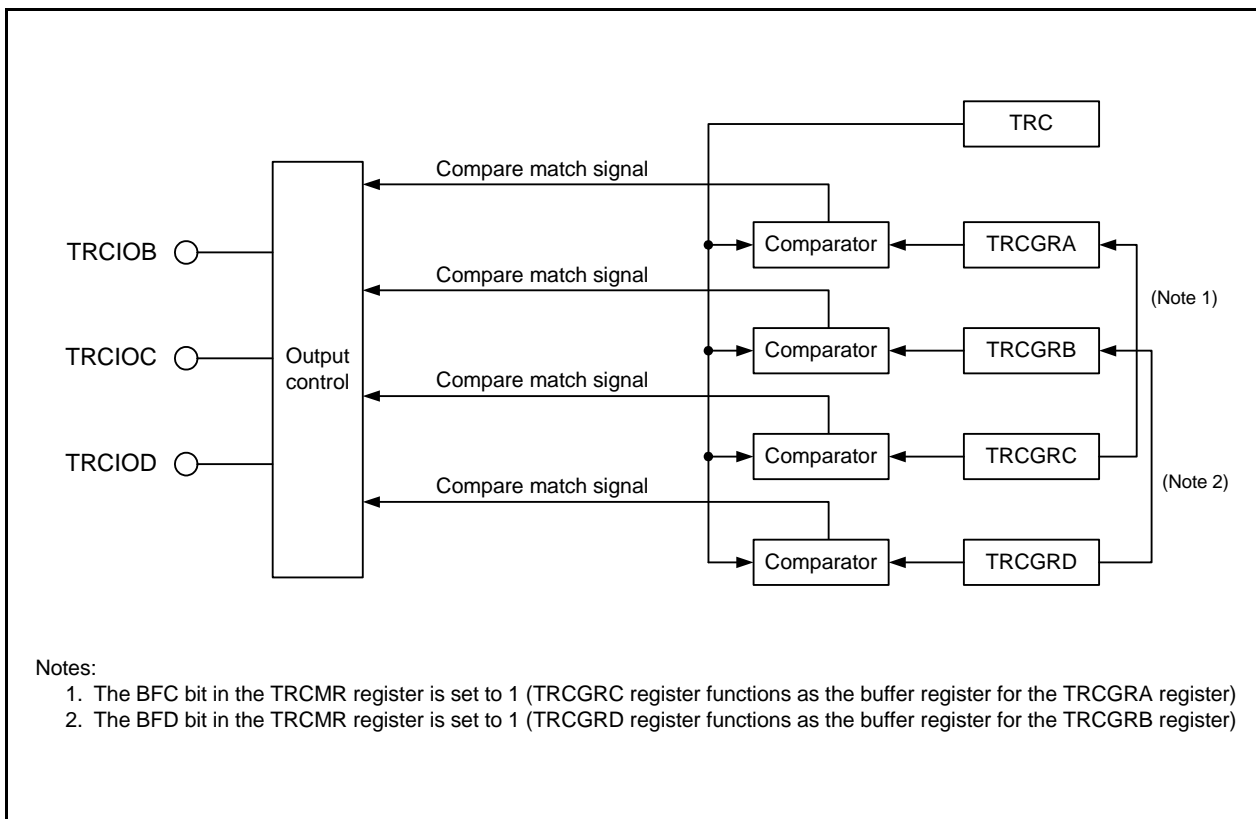 TRC
Compare match signal
Comparator
TRCGRA
TRCIOB
(Note 1)
Compare match signal
Comparator
TRCGRB
TRCIOC
Output
control
Compare match signal
Comparator
TRCGRC
TRCIOD
(Note 2)
Compare match signal
Comparator
TRCGRD
Notes:
1. The BFC bit in the TRCMR register is set to 1 (TRCGRC register functions as the buffer register for the TRCGRA register)
2. The BFD bit in the TRCMR register is set to 1 (TRCGRD register functions as the buffer register for the TRCGRB register)